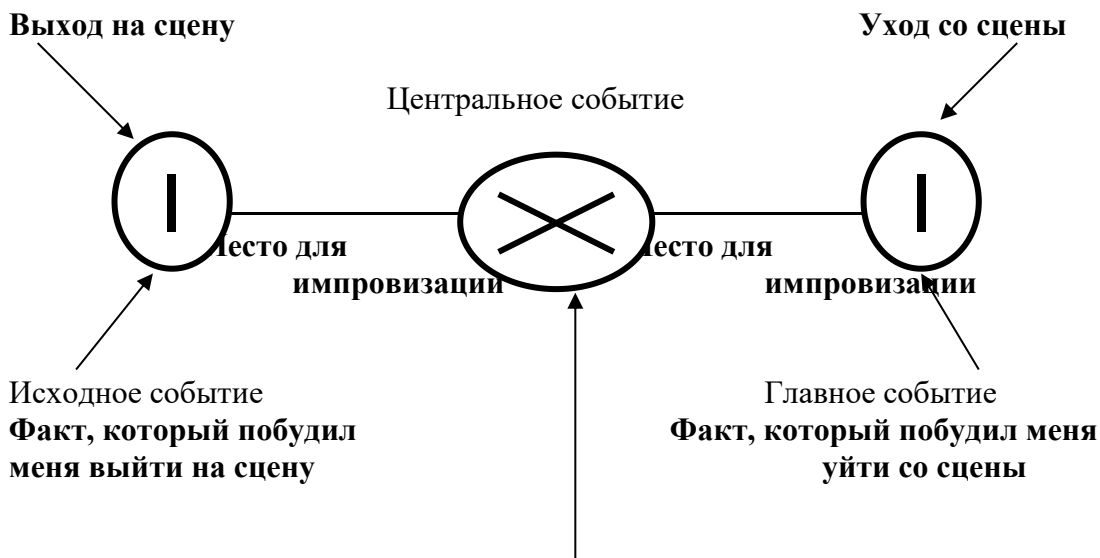 Выход на сцену
Уход со сцены
Центральное событие
есто для
импровизации
есто для
импровизации
Исходное событие
Факт, который побудил
меня выйти на сцену
Главное событие
Факт, который побудил меня
уйти со сцены